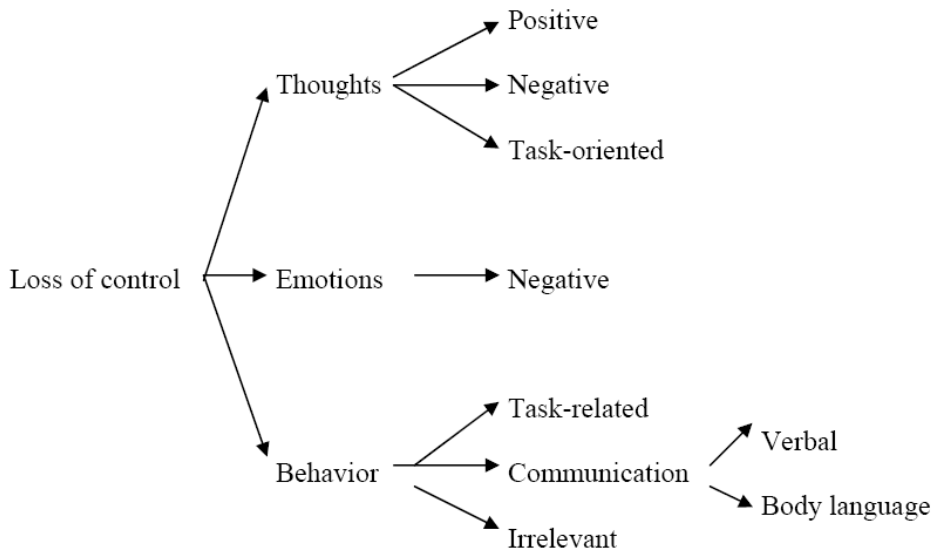 Positive
Thoughts
Negative
Task-oriented
Loss of control
Emotions
Negative
Task-related
Verbal
Behavior
Communication
Body language
Irrelevant